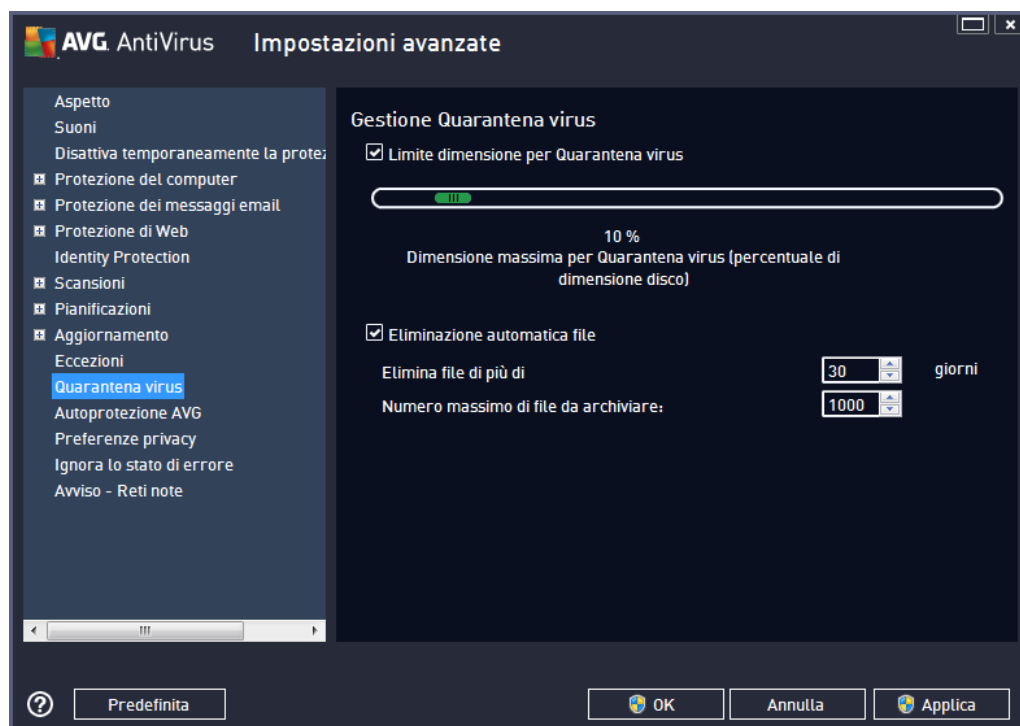 AVG. AntiVirus Impostazioni avanzate
Aspetto
Suoni
Disattiva temporaneamente la protez
Protezione del computer
Protezione dei messaggi email
Protezione di Web
Identity Protection
Scansioni
Pianificazioni
Aggiornamento
Eccezioni
Quarantena virus
Autoprotezione AVG
Preferenze privacy
Ignora lo stato di errore
Avviso - Reti note
Gestione Quarantena virus
Limite dimensione per Quarantena virus
10 %
Dimensione massima per Quarantena virus (percentuale di
dimensione disco)
Eliminazione automatica file
Elimina file di più di 30 giorni
Numero massimo di file da archiviare: 1000
? Predefinita OK Annulla Applica